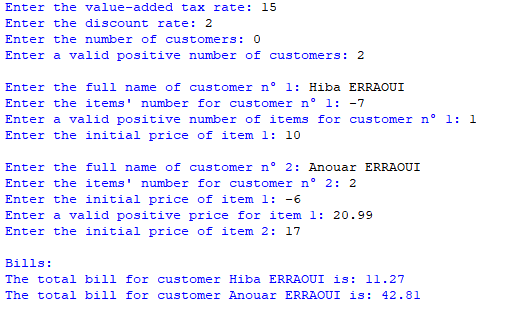 Enter the value-added tax rate: 15
Enter the discount rate: 2
Enter the number of customers: 0
Enter a valid positive number of customers: 2
Enter the full name of customer n° 1: Hiba ERRAOUI
Enter the items' number for customer n° 1: -7
Enter a valid positive number of items for customer n° 1: 1
Enter the initial price of item 1: 10
Enter the full name of customer n° 2: Anouar ERRAOUI
Enter the items' number for customer n° 2: 2
Enter the initial price of item 1: -6
Enter a valid positive price for item 1: 20.99
Enter the initial price of item 2: 17
Bills:
The total bill for customer Hiba ERRAOUI is: 11.27
The total bill for customer Anouar ERRAOUI is: 42.81